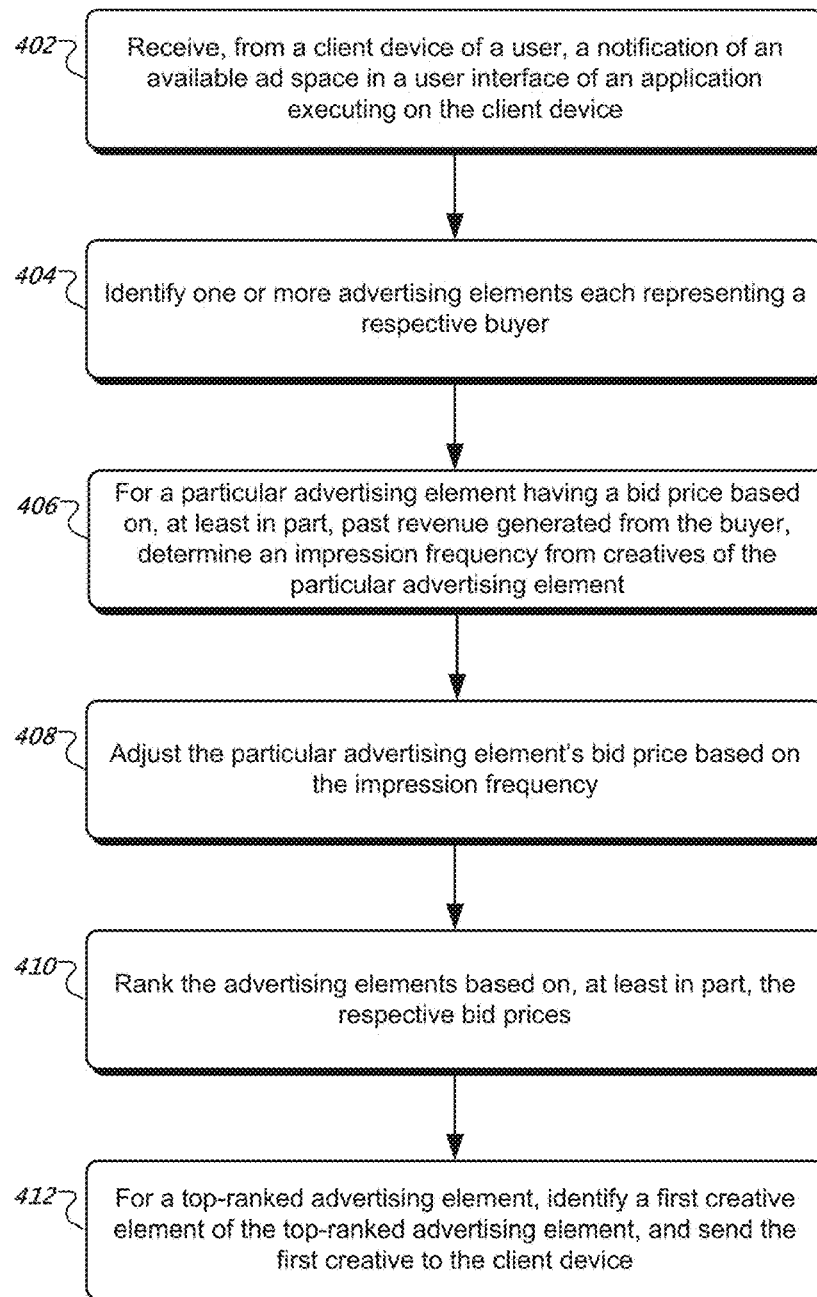 402
Receive, from a client device of a user, a notification of an
available ad space in a user interface of an application
executing on the client device
404
Identify one or more advertising elements each representing a
respective buyer
406
For a particular advertising element having a bid price based
on, at least in part, past revenue generated from the buyer,
determine an impression frequency from creatives of the
particular advertising element
408
Adjust the particular advertising element's bid price based on
the impression frequency
410
Rank the advertising elements based on, at least in part, the
respective bid prices
412
For a top-ranked advertising element, identify a first creative
element of the top-ranked advertising element, and send the
first creative to the client device